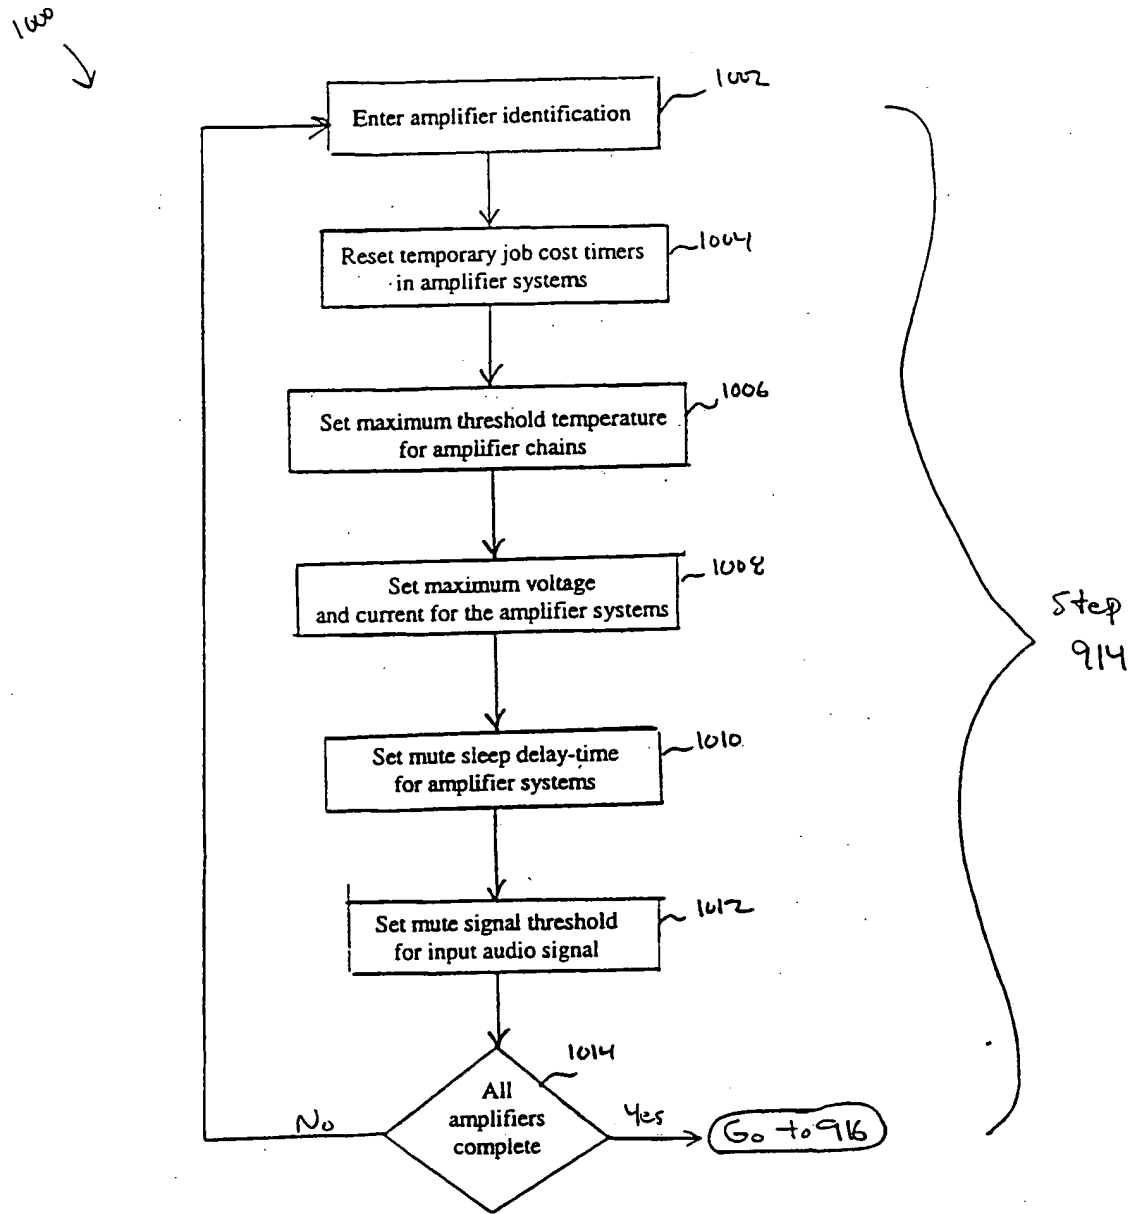 1000
1002
Enter amplifier identification
1004
Reset temporary job cost timers
in amplifier systems
1006
Set maximum threshold temperature
for amplifier chains
1008
Set maximum voltage
and current for the amplifier systems
Step
914
1010
Set mute sleep delay-time
for amplifier systems
1012
Set mute signal threshold
for input audio signal
1014
All
amplifiers
complete
No
Yes
Go to 916